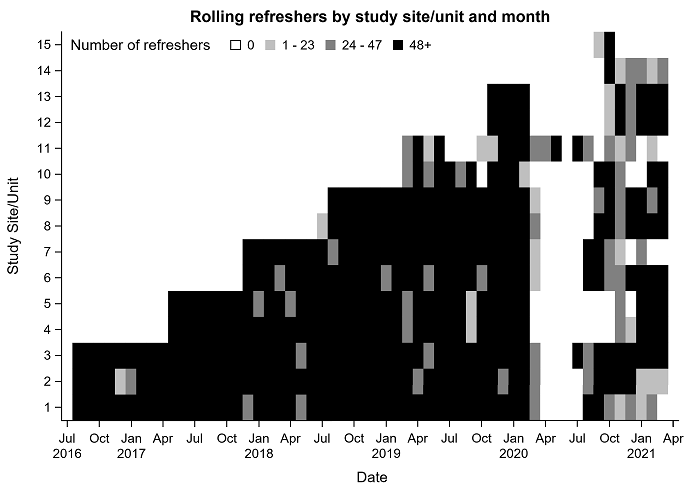 Rolling refreshers by study site/unit and month
Number of refreshers 0 1 - 23 24 - 47 48+
15
14
13
12
11
10
9
8
7
6
5
4
3
2
1
Study Site/Unit
Jul Oct Jan Apr Jul Oct Jan Apr Jul Oct Jan Apr Jul Oct Jan Apr Jul Oct Jan Apr
2016 2017 2018 2019 2020 2021
Date